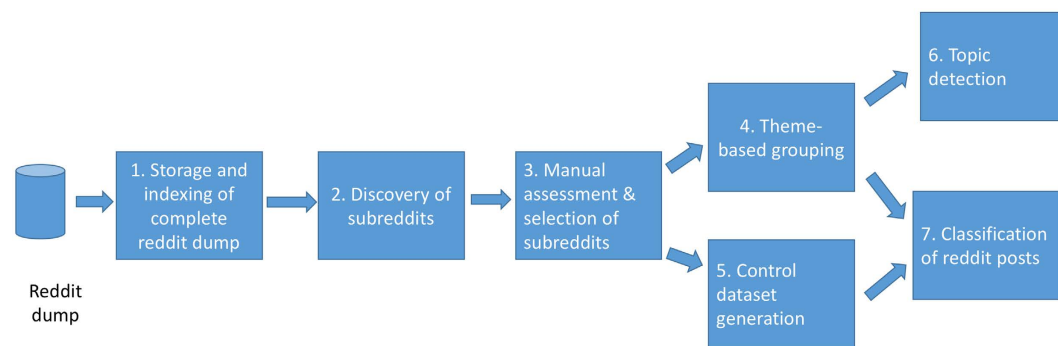 Reddit
dump
1. Storage and
indexing of
complete
reddit dump
2. Discovery of
subreddits
3. Manual
assessment &
selection of
subreddits
4. Theme-
based grouping
5. Control
dataset
generation
6. Topic
detection
7. Classification
of reddit posts